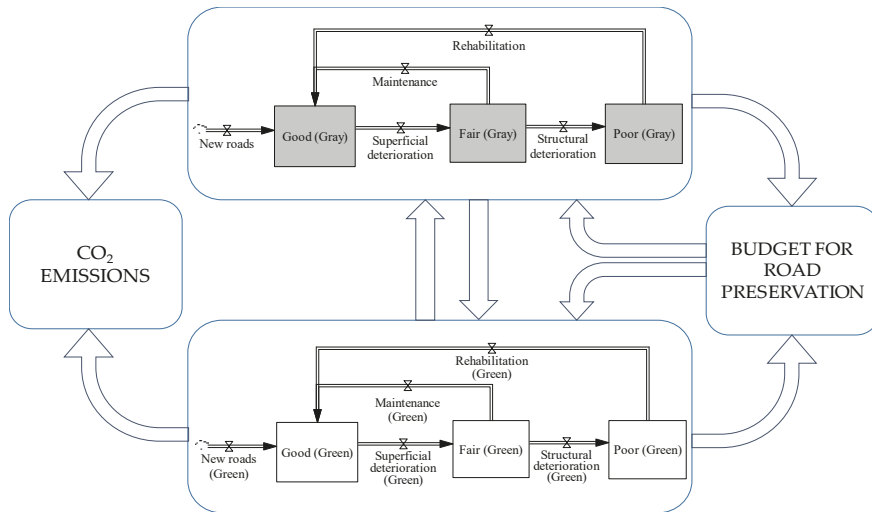 Rehabilitation
Maintenance
Good (Gray)
Fair (Gray)
Poor (Gray)
New roads
Superficial
deterioration
Structural
deterioration
CO₂
EMISSIONS
BUDGET FOR
ROAD
PRESERVATION
Rehabilitation
(Green)
Maintenance
(Green)
Good (Green)
Fair (Green)
Poor (Green)
New roads
(Green)
Superficial
deterioration
(Green)
Structural
deterioration
(Green)